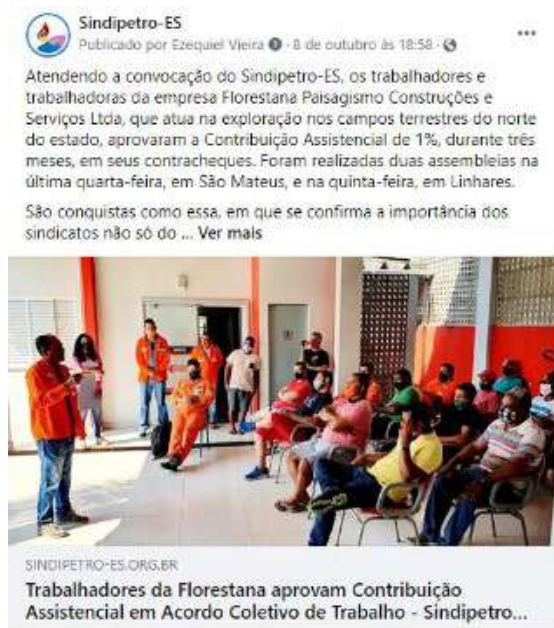 Sindipetro-ES
Publicado por Ezequiel Vieira · 8 de outubro às 18:58 ·
Atendendo a convocação do Sindipetro-ES, os trabalhadores e
trabalhadoras da empresa Florestana Paisagismo Construções e
Serviços Ltda, que atua na exploração nos campos terrestres do norte
do estado, aprovaram a Contribuição Assistencial de 1%, durante três
meses, em seus contracheques. Foram realizadas duas assembleias na
última quarta-feira, em São Mateus, e na quinta-feira, em Linhares.
São conquistas como essa, em que se confirma a importância dos
sindicatos não só do ... Ver mais
SINDIPETRO-ES.ORG.BR
Trabalhadores da Florestana aprovam Contribuição
Assistencial em Acordo Coletivo de Trabalho - Sindipetro...